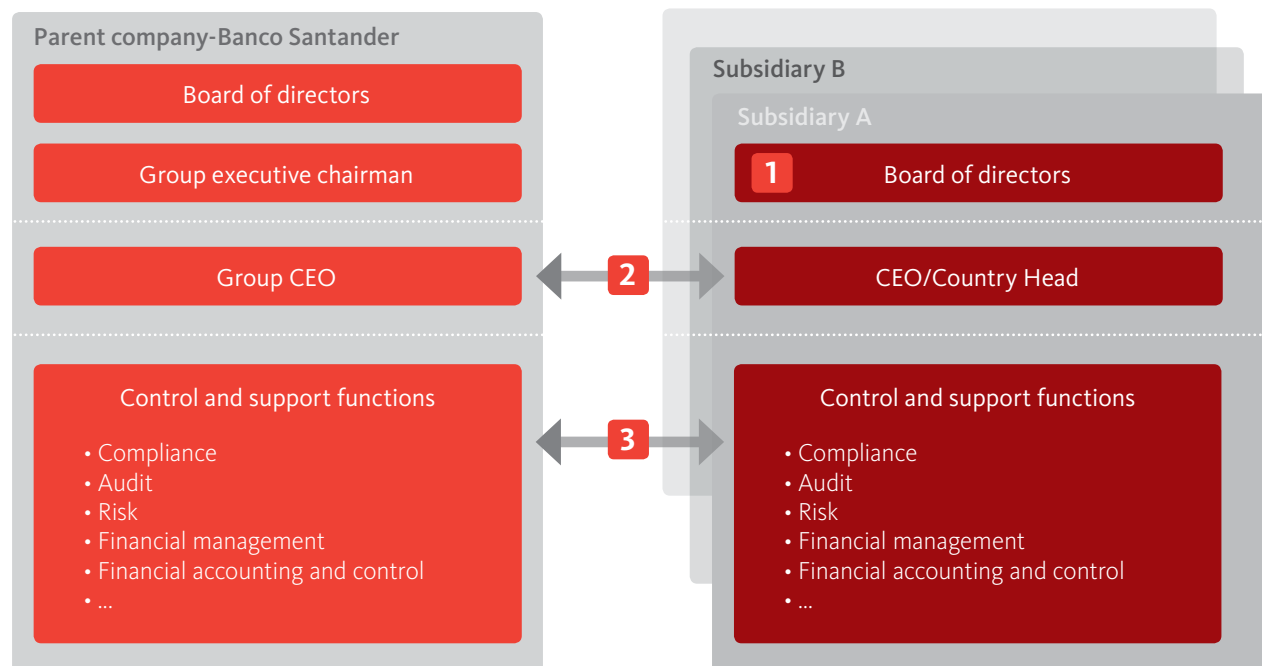 Parent company-Banco Santander
Board of directors
Group executive chairman
Group CEO
Control and support functions
• Compliance
• Audit
• Risk
• Financial management
• Financial accounting and control
• ...
2
3
Subsidiary B
Subsidiary A
1 Board of directors
CEO/Country Head
Control and support functions
• Compliance
• Audit
• Risk
• Financial management
• Financial accounting and control
• ...